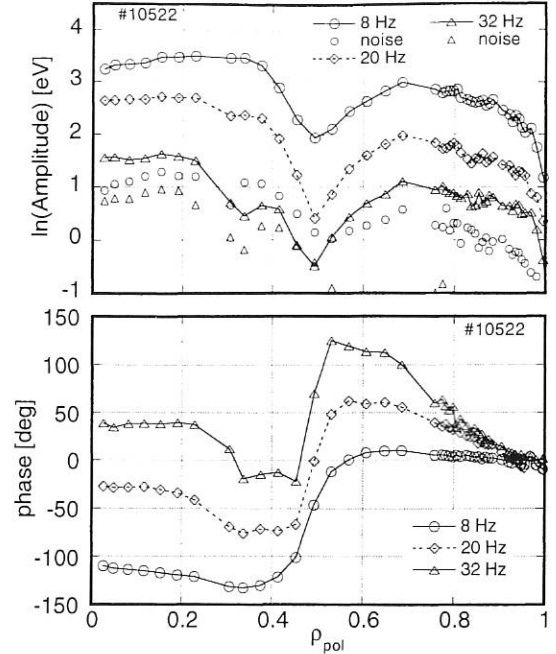 #10522
8 Hz
32 Hz
noise
noise
20 Hz
ln(Amplitude) [eV]
4
3
2
1
0
-1
#10522
phase [deg]
150
100
50
0
-50
-100
-150
8 Hz
20 Hz
32 Hz
0
0.2
0.4
0.6
0.8
1
ρpol